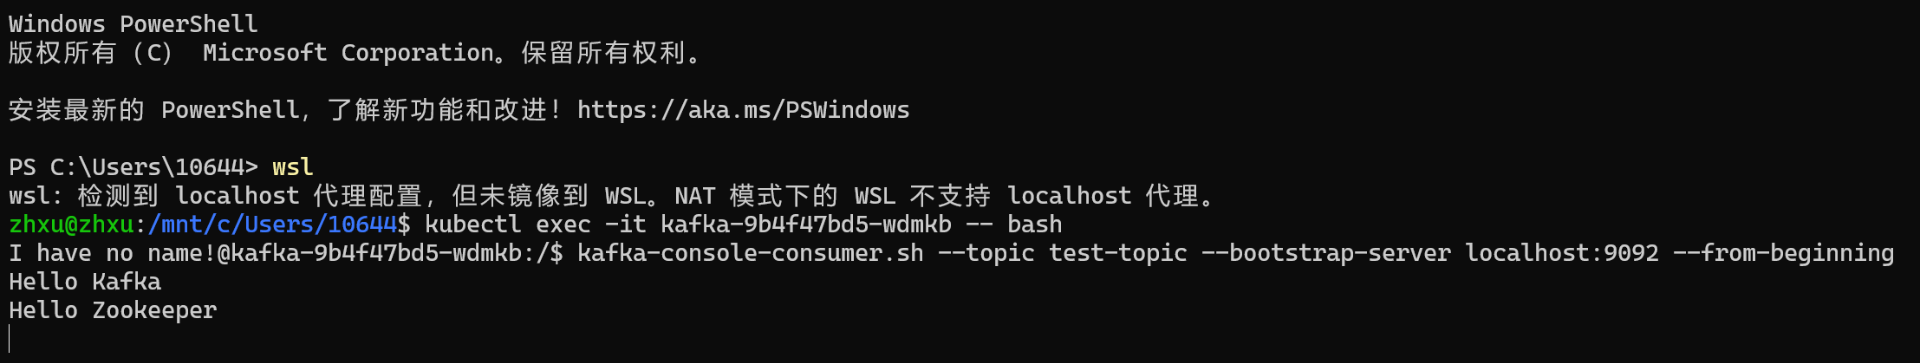 Windows PowerShell
版权所有（C） Microsoft Corporation。保留所有权利。
安装最新的 PowerShell，了解新功能和改进！https://aka.ms/PSWindows
PS C:\Users\10644> wsl
wsl: 检测到 localhost 代理配置，但未镜像到 WSL。NAT 模式下的 WSL 不支持 localhost 代理。
zhxu@zhxu:/mnt/c/Users/10644$ kubectl exec -it kafka-9b4f47bd5-wdmkb -- bash
I have no name!@kafka-9b4f47bd5-wdmkb:/$ kafka-console-consumer.sh --topic test-topic --bootstrap-server localhost:9092 --from-beginning
Hello Kafka
Hello Zookeeper